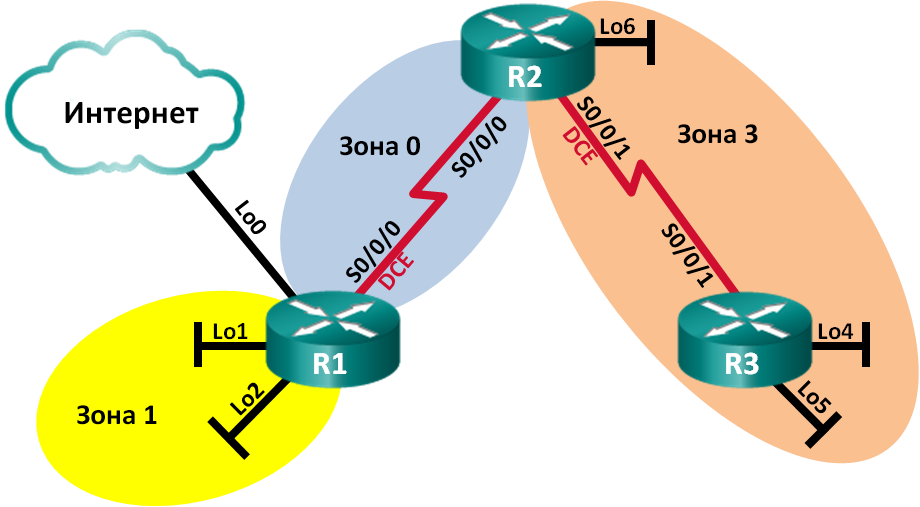 Lo6
R2
Интернет
Зона 0
S0/0/0
S0/0/1
DCE
Зона 3
Lo0
S0/0/0
DCE
S0/0/1
Lo1
R1
Lo2
Зона 1
Lo4
R3
Lo5